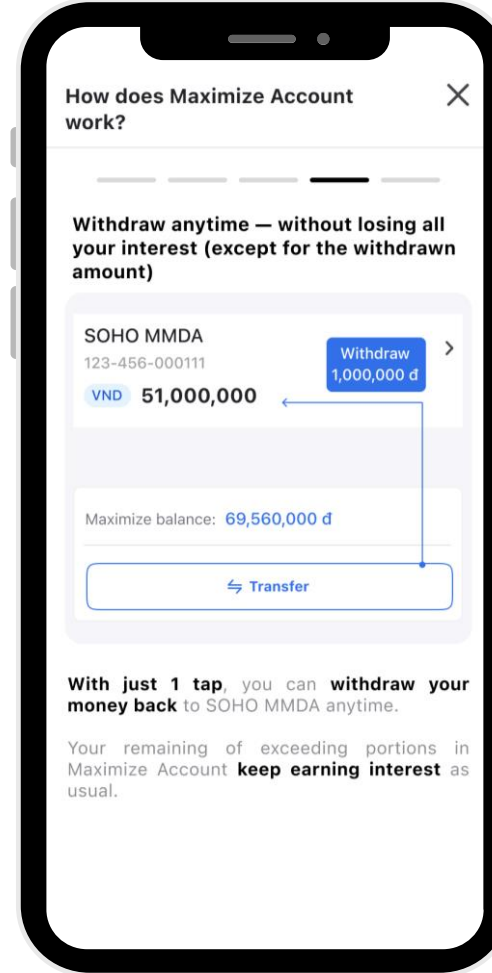 How does Maximize Account
work?
Withdraw anytime — without losing all
your interest (except for the withdrawn
amount)
SOHO MMDA
123-456-000111
VND 51,000,000
Withdraw
1,000,000 đ
Maximize balance: 69,560,000 đ
Transfer
With just 1 tap, you can withdraw your
money back to SOHO MMDA anytime.
Your remaining of exceeding portions in
Maximize Account keep earning interest as
usual.